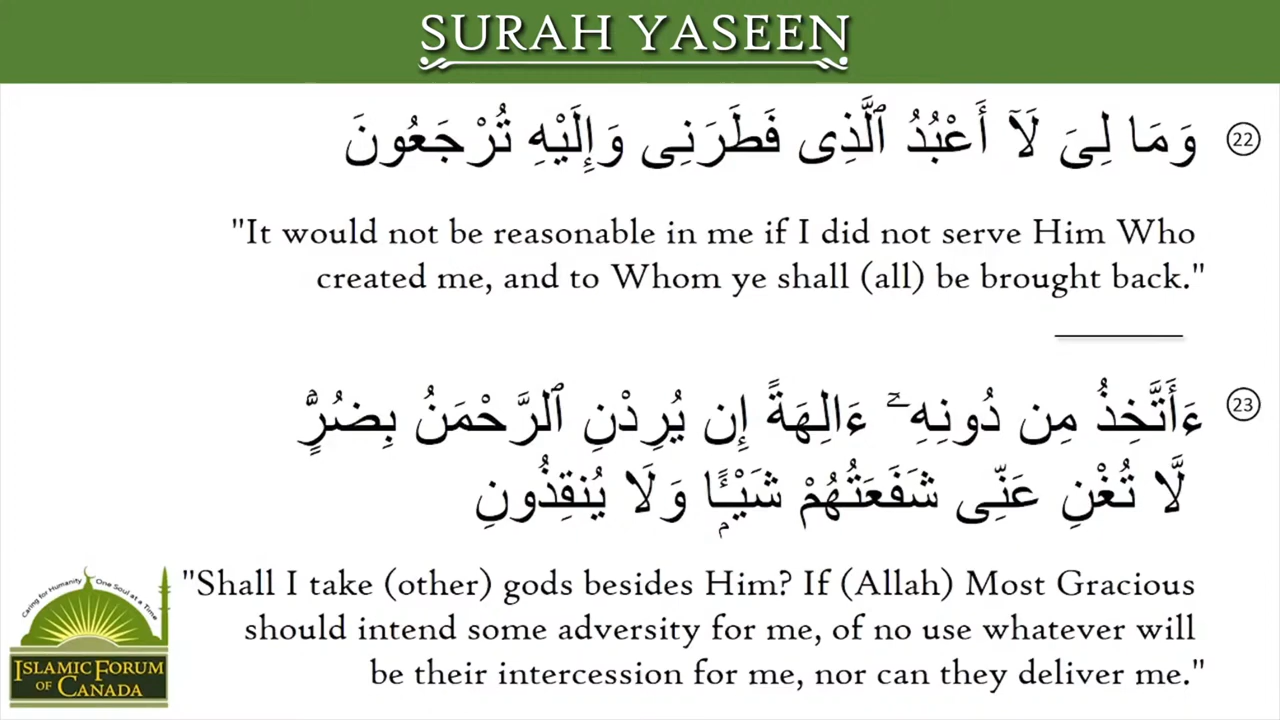 SURAH YASEEN
وَمَا لِىَ لَآ أَعْبُدُ ٱلَّذِى فَطَرَنِى وَإِلَيْهِ تُرْجَعُونَ 22
"It would not be reasonable in me if I did not serve Him Who
created me, and to Whom ye shall (all) be brought back."
ءَأَتَّخِذُ مِن دُونِهِۦٓ ءَالِهَةً إِن يُرِدْنِ ٱلرَّحْمَنُ بِضُرٍّۢ 23
لَّا تُغْنِ عَنِّى شَفَعَتُهُمْ شَيْـًۭٔا وَلَا يُنقِذُونِ
"Shall I take (other) gods besides Him? If (Allah) Most Gracious
should intend some adversity for me, of no use whatever will
be their intercession for me, nor can they deliver me."
Caring for Humanity One Soul at a Time
ISLAMIC FORUM
OF CANADA